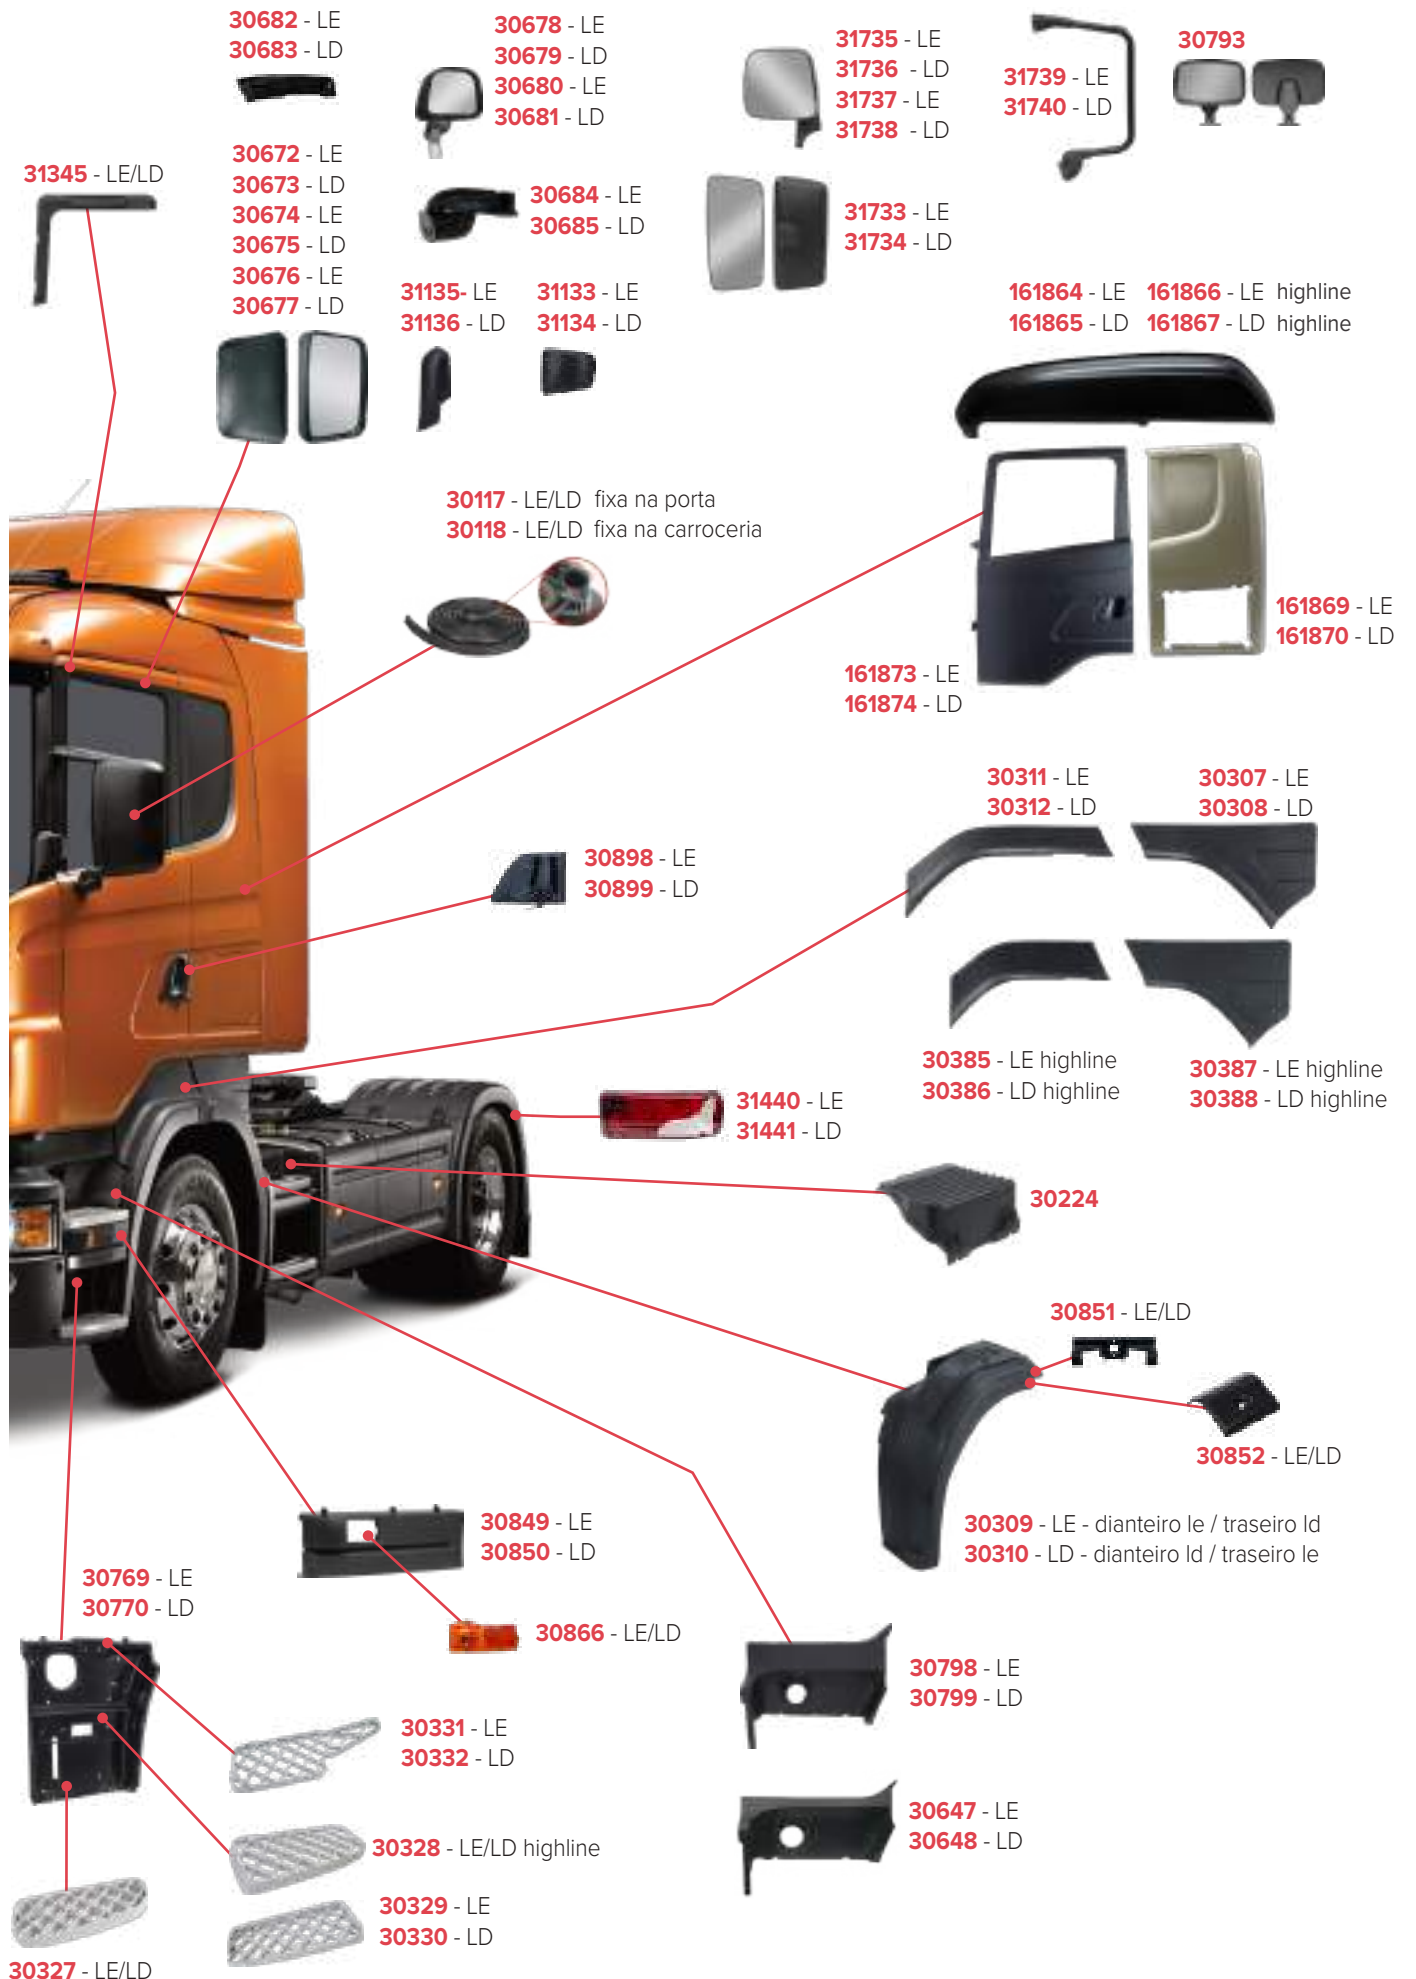 30682 - LE
30683 - LD
30678 - LE
30679 - LD
30680 - LE
30681 - LD
31735 - LE
31736 - LD
31737 - LE
31738 - LD
31739 - LE
31740 - LD
30793
31345 - LE/LD
30672 - LE
30673 - LD
30674 - LE
30675 - LD
30676 - LE
30677 - LD
30684 - LE
30685 - LD
31733 - LE
31734 - LD
31135- LE
31136 - LD
31133 - LE
31134 - LD
161864 - LE 161866 - LE highline
161865 - LD 161867 - LD highline
30117 - LE/LD fixa na porta
30118 - LE/LD fixa na carroceria
161869 - LE
161870 - LD
161873 - LE
161874 - LD
30311 - LE
30312 - LD
30307 - LE
30308 - LD
30898 - LE
30899 - LD
30385 - LE highline
30386 - LD highline
30387 - LE highline
30388 - LD highline
31440 - LE
31441 - LD
30224
30851 - LE/LD
30852 - LE/LD
30309 - LE - dianteiro le / traseiro ld
30310 - LD - dianteiro ld / traseiro le
30849 - LE
30850 - LD
30769 - LE
30770 - LD
30866 - LE/LD
30798 - LE
30799 - LD
30331 - LE
30332 - LD
30647 - LE
30648 - LD
30328 - LE/LD highline
30329 - LE
30330 - LD
30327 - LE/LD